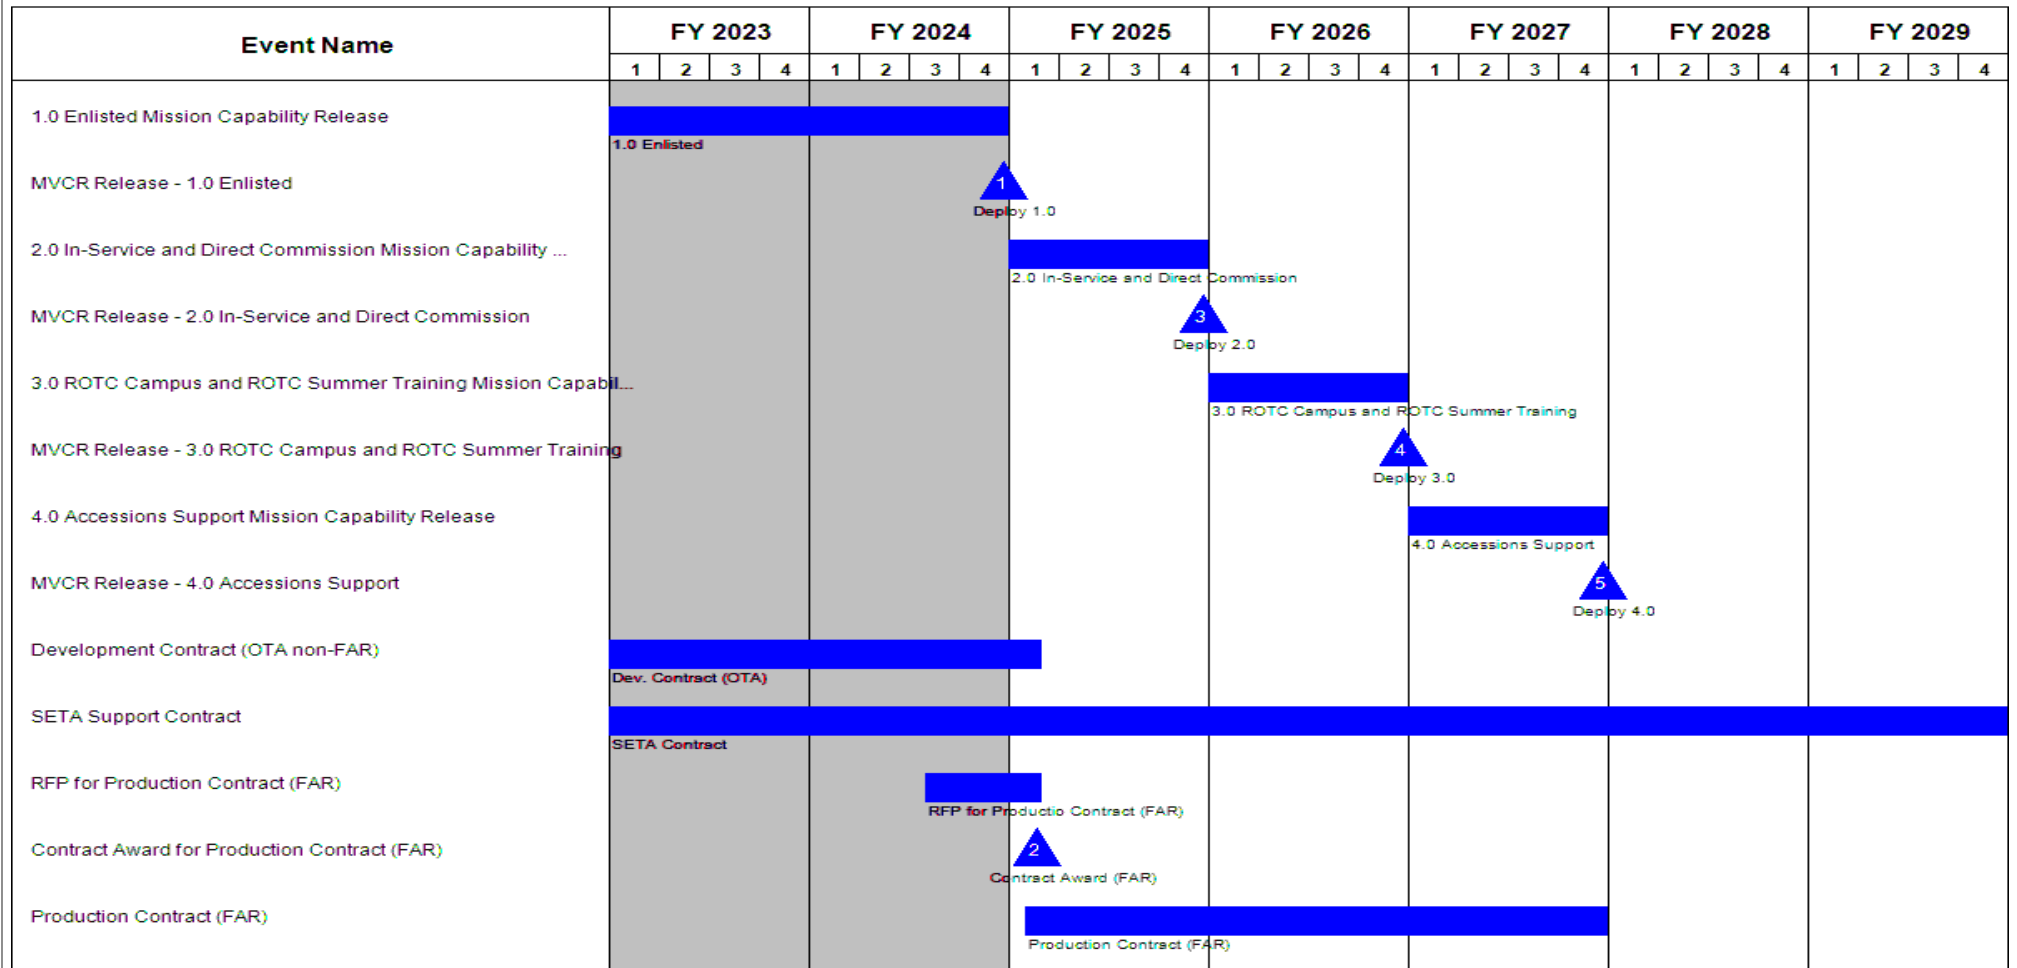 Event Name
FY 2023 FY 2024 FY 2025 FY 2026 FY 2027 FY 2028 FY 2029
1 2 3 4 1 2 3 4 1 2 3 4 1 2 3 4 1 2 3 4 1 2 3 4 1 2 3 4
1.0 Enlisted Mission Capability Release
1.0 Enlisted
MVCR Release - 1.0 Enlisted
1
Deploy 1.0
2.0 In-Service and Direct Commission Mission Capability ...
2.0 In-Service and Direct Commission
MVCR Release - 2.0 In-Service and Direct Commission
3
Deploy 2.0
3.0 ROTC Campus and ROTC Summer Training Mission Capabil...
3.0 ROTC Campus and ROTC Summer Training
MVCR Release - 3.0 ROTC Campus and ROTC Summer Training
4
Deploy 3.0
4.0 Accessions Support Mission Capability Release
4.0 Accessions Support
MVCR Release - 4.0 Accessions Support
5
Deploy 4.0
Development Contract (OTA non-FAR)
Dev. Contract (OTA)
SETA Support Contract
SETA Contract
RFP for Production Contract (FAR)
RFP for Productio Contract (FAR)
Contract Award for Production Contract (FAR)
2
Contract Award (FAR)
Production Contract (FAR)
Production Contract (FAR)